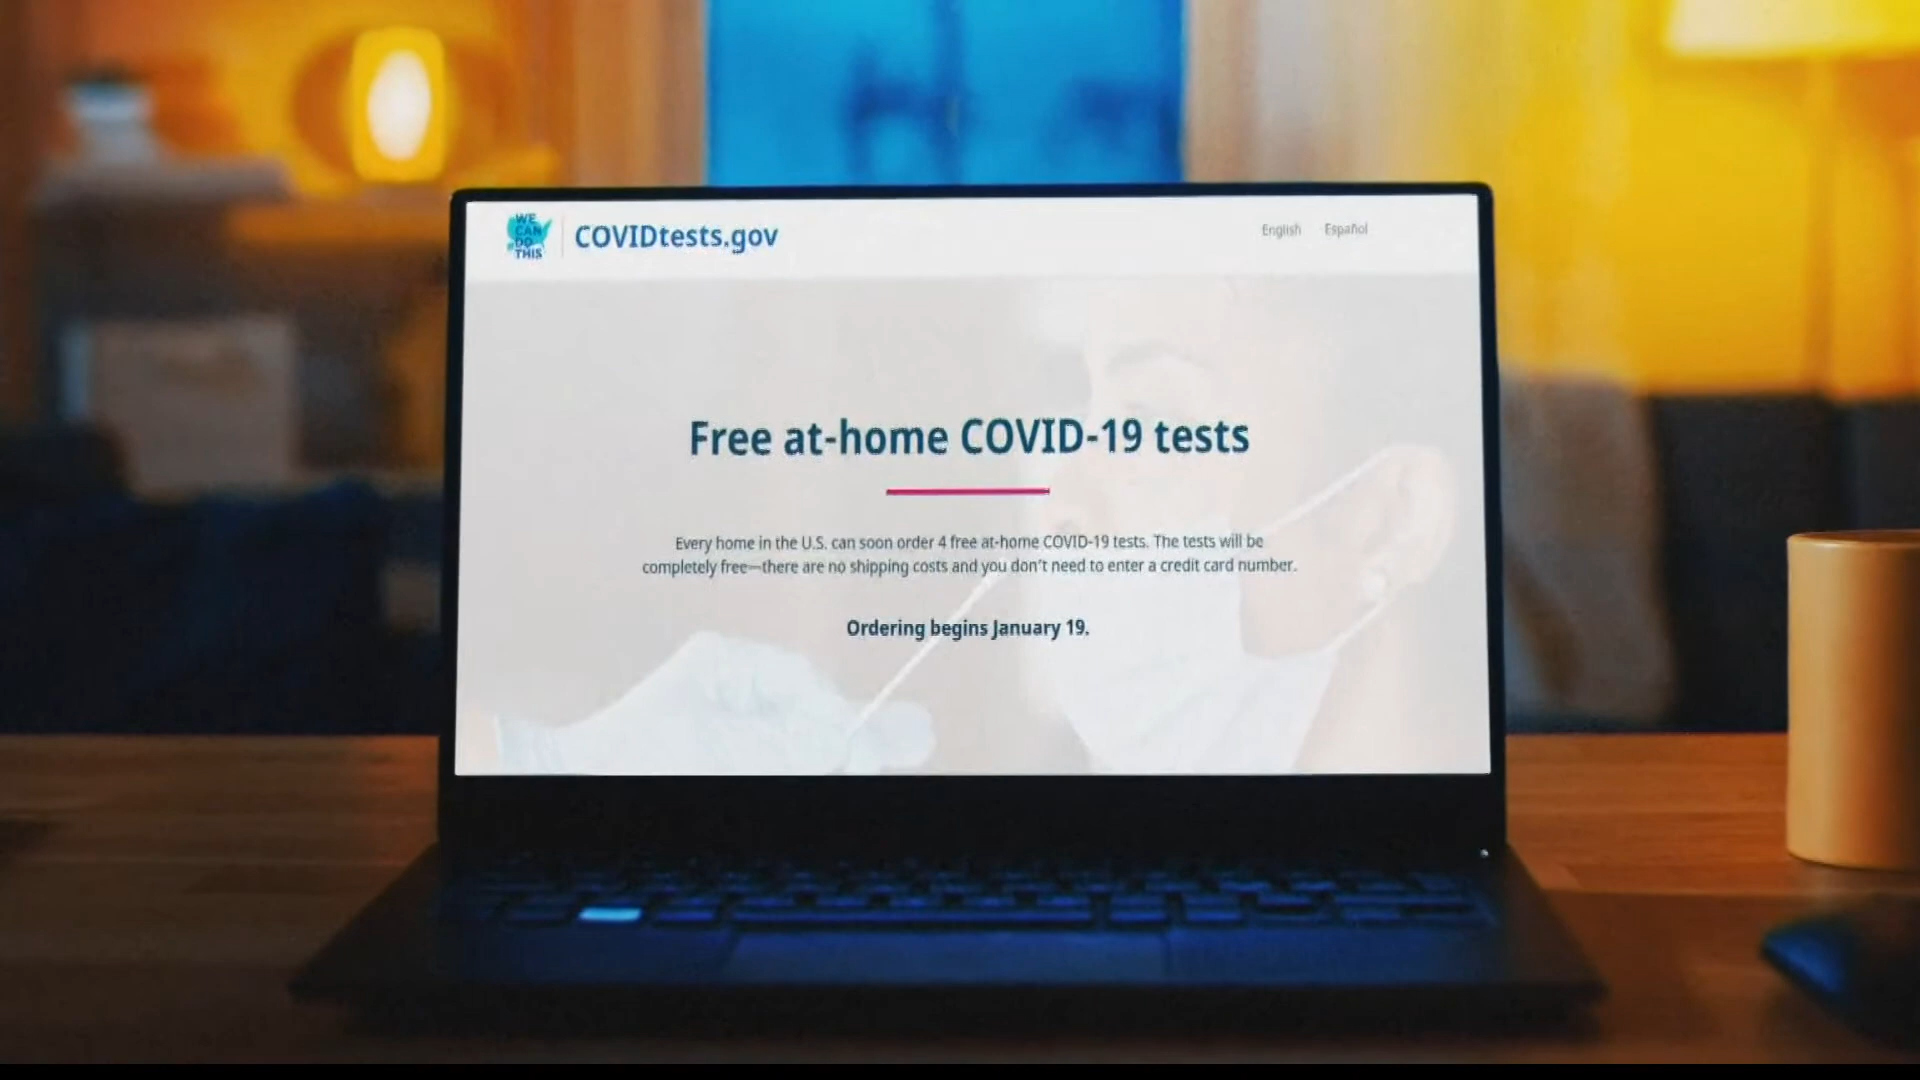 WE
CAN
DO
THIS
COVIDtests.gov
English Español
Free at-home COVID-19 tests
Every home in the U.S. can soon order 4 free at-home COVID-19 tests. The tests will be
completely free—there are no shipping costs and you don't need to enter a credit card number.
Ordering begins January 19.